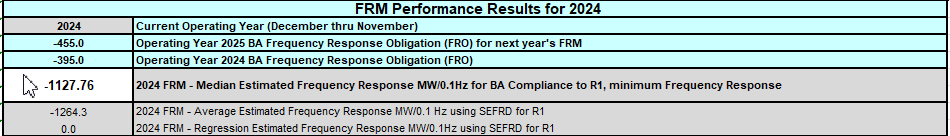 FRM Performance Results for 2024
2024 Current Operating Year (December thru November)
-455.0 Operating Year 2025 BA Frequency Response Obligation (FRO) for next year's FRM
-395.0 Operating Year 2024 BA Frequency Response Obligation (FRO)
-1127.76 2024 FRM - Median Estimated Frequency Response MW/0.1Hz for BA Compliance to R1, minimum Frequency Response
-1264.3 2024 FRM - Average Estimated Frequency Response MW/0.1 Hz using SEFRD for R1
0.0 2024 FRM - Regression Estimated Frequency Response MW/0.1Hz using SEFRD for R1